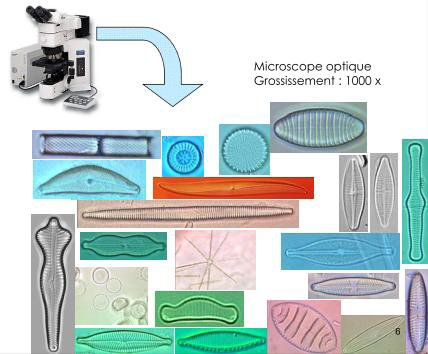 Microscope optique
Grossissement : 1000 x
6